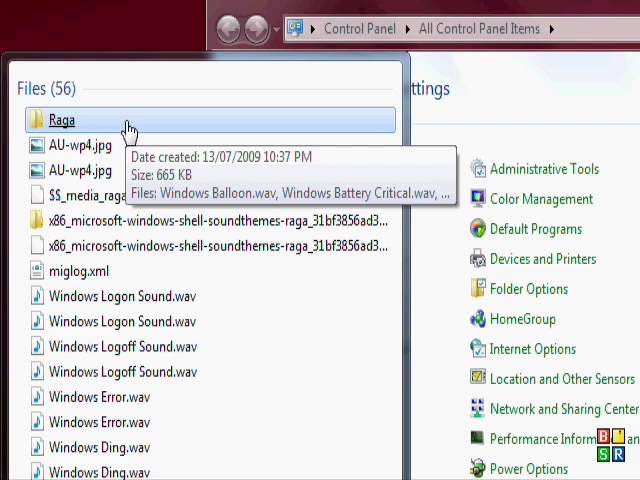 Control Panel
All Control Panel Items
Files (56)
ttings
Raga
AU-wp4.jpg
AU-wp4.jpg
$$_media_raga
x86_microsoft-windows-shell-soundthemes-raga_31bf3856ad3...
x86_microsoft-windows-shell-soundthemes-raga_31bf3856ad3...
miglog.xml
Windows Logon Sound.wav
Windows Logon Sound.wav
Windows Logoff Sound.wav
Windows Logoff Sound.wav
Windows Error.wav
Windows Error.wav
Windows Ding.wav
Windows Ding.wav
Date created: 13/07/2009 10:37 PM
Size: 665 KB
Files: Windows Balloon.wav, Windows Battery Critical.wav, ...
Administrative Tools
Color Management
Default Programs
Devices and Printers
Folder Options
HomeGroup
Internet Options
Location and Other Sensors
Network and Sharing Center
Performance Inform an
Power Options
B
S R